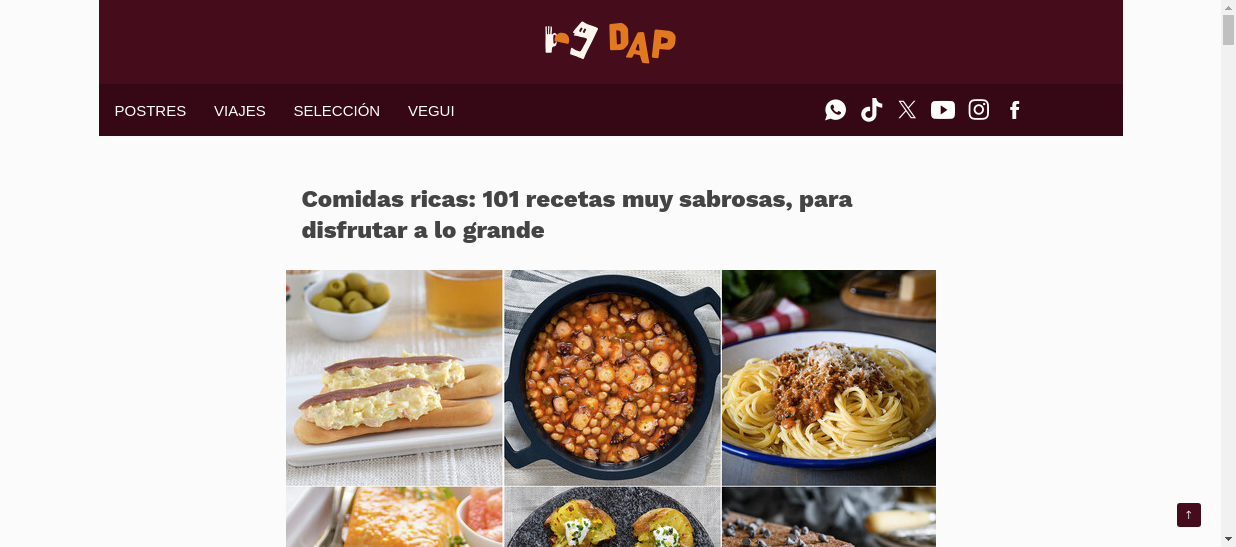 DAP
POSTRES VIAJES SELECCIÓN VEGUI
Comidas ricas: 101 recetas muy sabrosas, para
disfrutar a lo grande